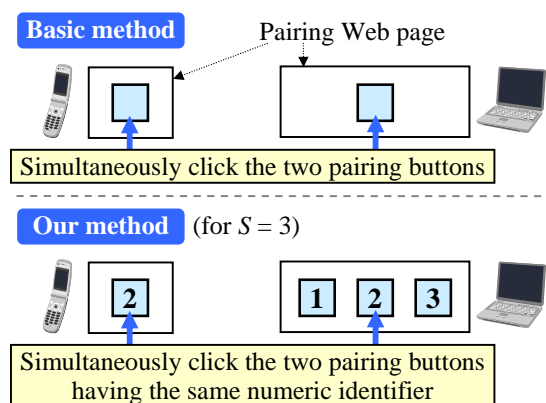 Basic method
Pairing Web page
Simultaneously click the two pairing buttons
Our method (for S = 3)
2
1 2 3
Simultaneously click the two pairing buttons
having the same numeric identifier